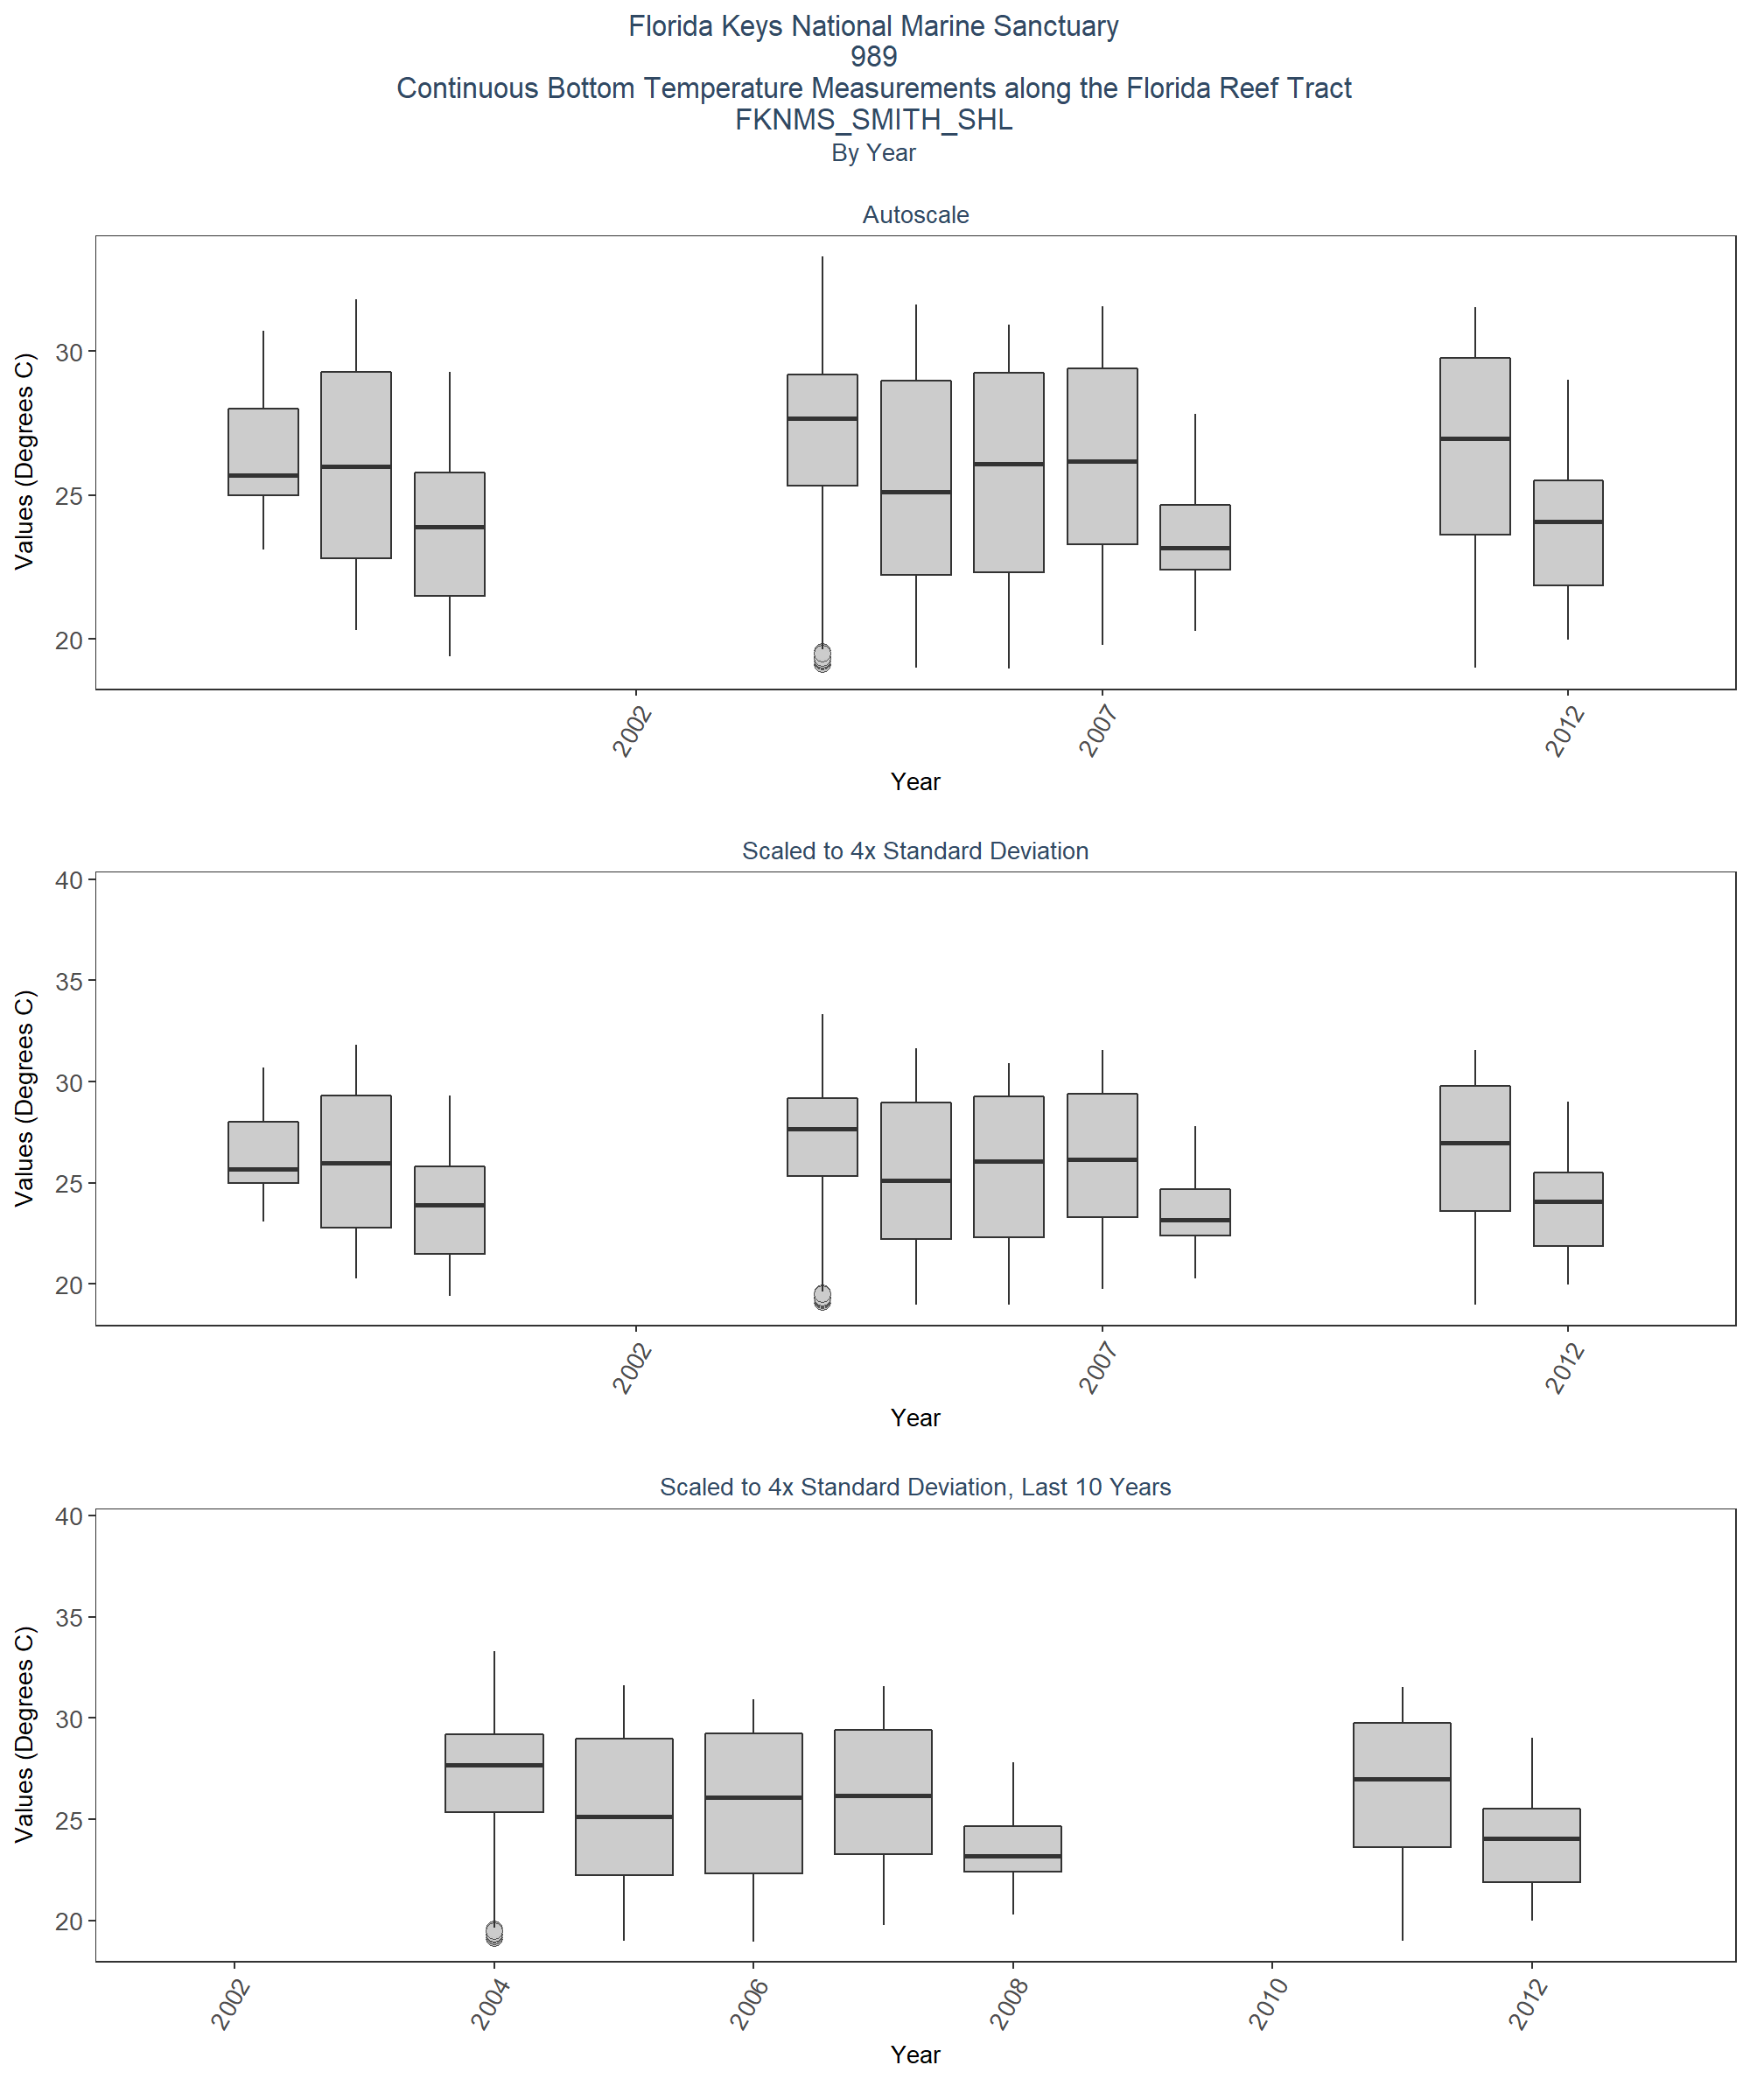 Florida Keys National Marine Sanctuary
989
Continuous Bottom Temperature Measurements along the Florida Reef Tract
FKNMS_SMITH_SHL
By Year
Autoscale
Values (Degrees C)
30
25
20
2002
2007
2012
Year
Scaled to 4x Standard Deviation
Values (Degrees C)
40
35
30
25
20
2002
2007
2012
Year
Scaled to 4x Standard Deviation, Last 10 Years
Values (Degrees C)
40
35
30
25
20
2002
2004
2006
2008
2010
2012
Year